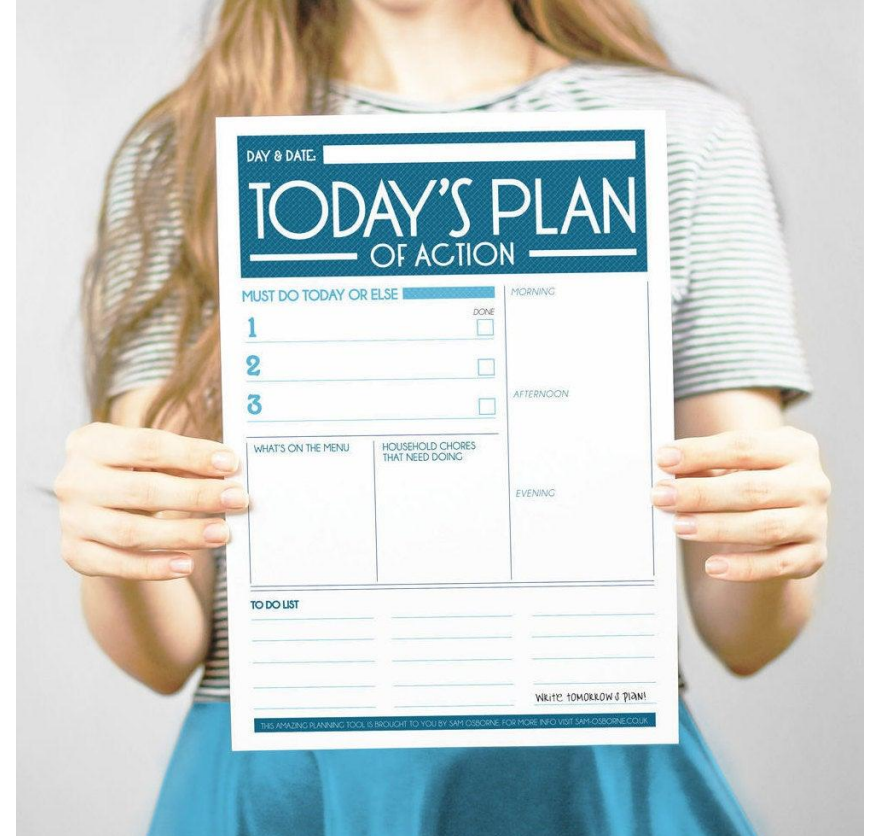 DAY & DATE:
TODAY'S PLAN
OF ACTION
MUST DO TODAY OR ELSE
DONE
1
2
3
MORNING
AFTERNOON
EVENING
WHAT'S ON THE MENU
HOUSEHOLD CHORES
THAT NEED DOING
TO DO LIST
WRITE TOMORROW'S PLAN!
THIS AMAZING PLANNING TOOL IS BROUGHT TO YOU BY SAM OSBORNE. FOR MORE INFO VISIT SAM-OSBORNE.CO.UK